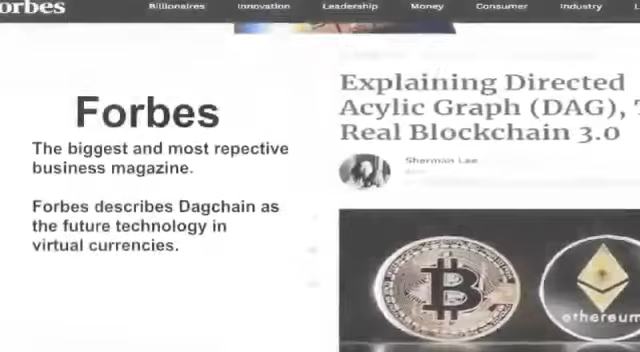 orbes
Billionaires Innovation Leadership Money Consumer Industry
Forbes
The biggest and most repective
business magazine.
Forbes describes Dagchain as
the future technology in
virtual currencies.
Explaining Directed
Acylic Graph (DAG),
Real Blockchain 3.0
Sherman Lee
ethereum